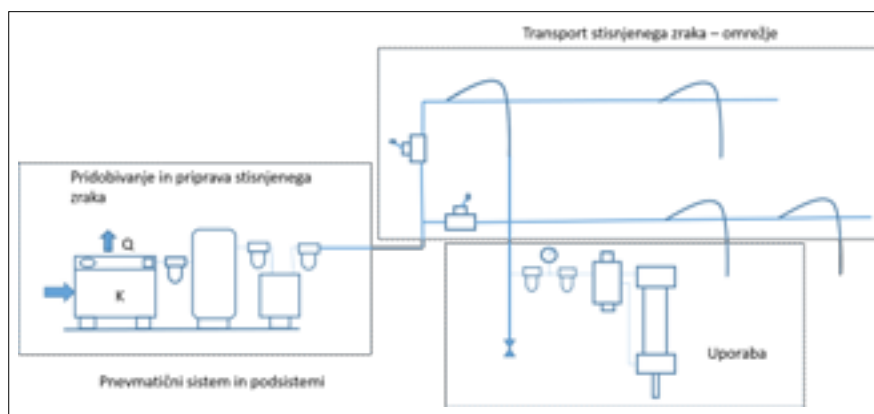 Transport stisnjenega zraka – omrežje
Pridobivanje in priprava stisnjenega
zraka
Q
K
Uporaba
Pnevmatični sistem in podsistemi